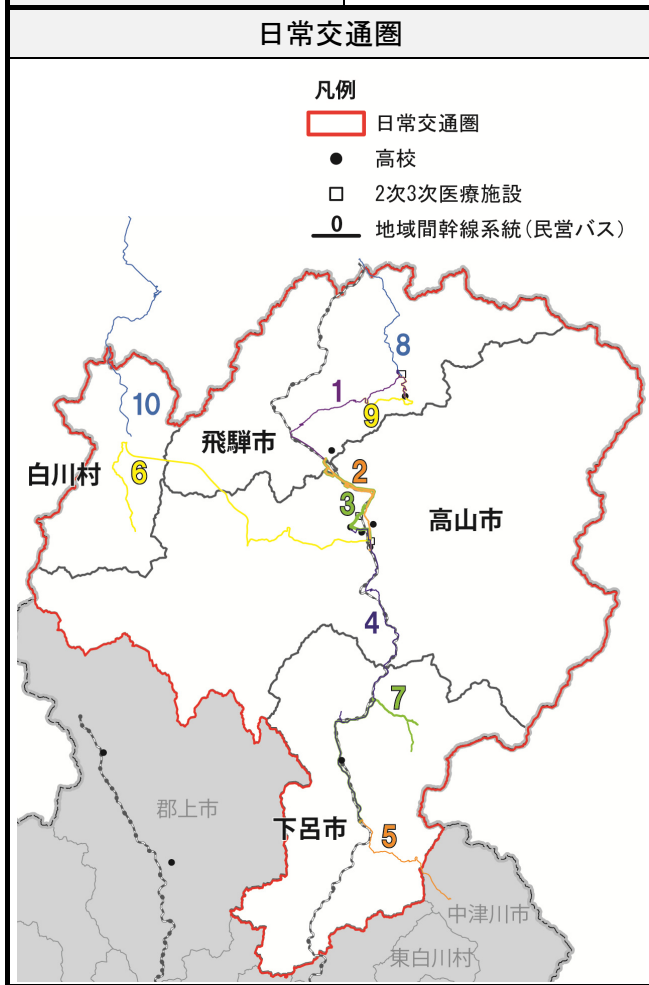 日常交通圏
凡例
日常交通圏
高校
2次3次医療施設
0 地域間幹線系統(民営バス)
8
1
10
9
飛騨市
白川村
6
2
3
高山市
4
7
郡上市
下呂市
5
中津川市
東白川村